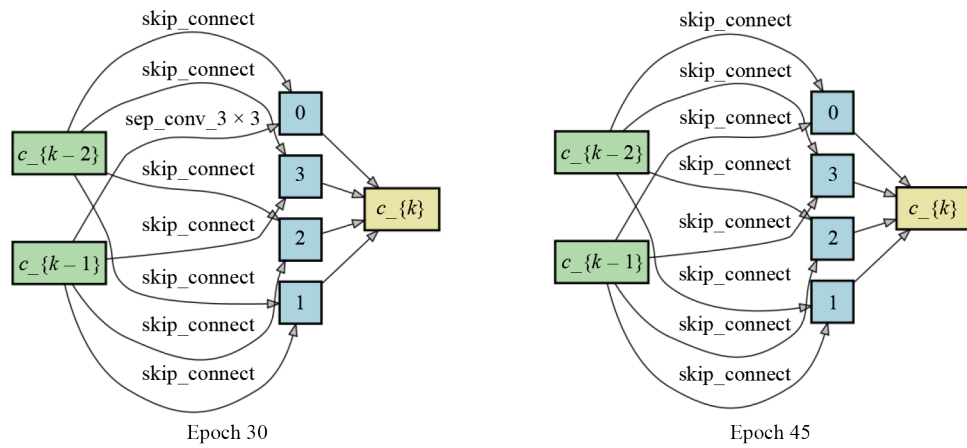 skip_connect
skip_connect
sep_conv_3 × 3
0
c_{k – 2}
skip_connect
3
c_{k}
skip_connect
2
c_{k – 1}
skip_connect
1
skip_connect
skip_connect
Epoch 30
skip_connect
skip_connect
skip_connect
0
c_{k – 2}
skip_connect
3
c_{k}
skip_connect
2
c_{k – 1}
skip_connect
1
skip_connect
skip_connect
Epoch 45